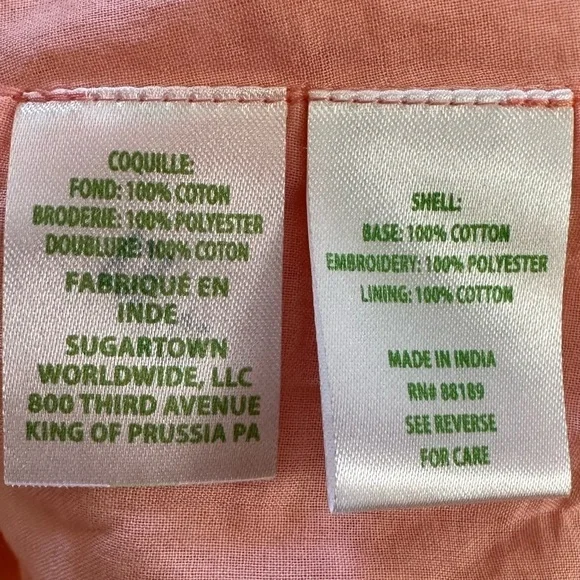 COQUILLE:
FOND: 100% COTON
BRODERIE: 100% POLYESTER
DOUBLURE: 100% COTON
FABRIQUÉ EN
INDE
SUGARTOWN
WORLDWIDE, LLC
800 THIRD AVENUE
KING OF PRUSSIA PA
SHELL:
BASE: 100% COTTON
EMBROIDERY: 100% POLYESTER
LINING: 100% COTTON
MADE IN INDIA
RN# 88189
SEE REVERSE
FOR CARE